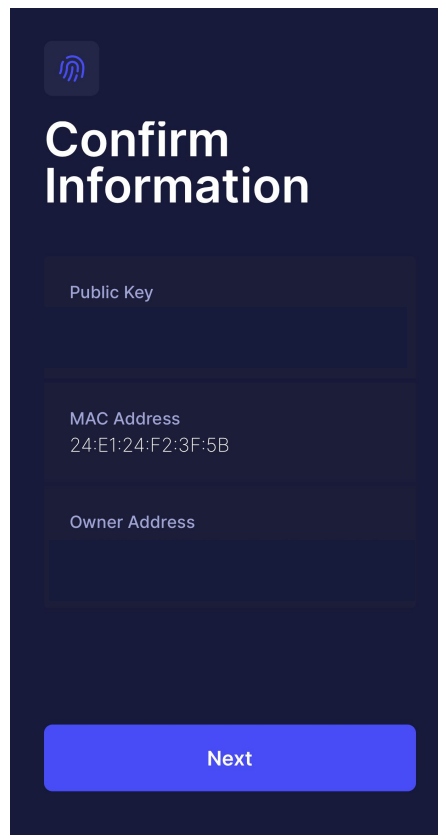 Confirm
Information
Public Key
MAC Address
24:E1:24:F2:3F:5B
Owner Address
Next